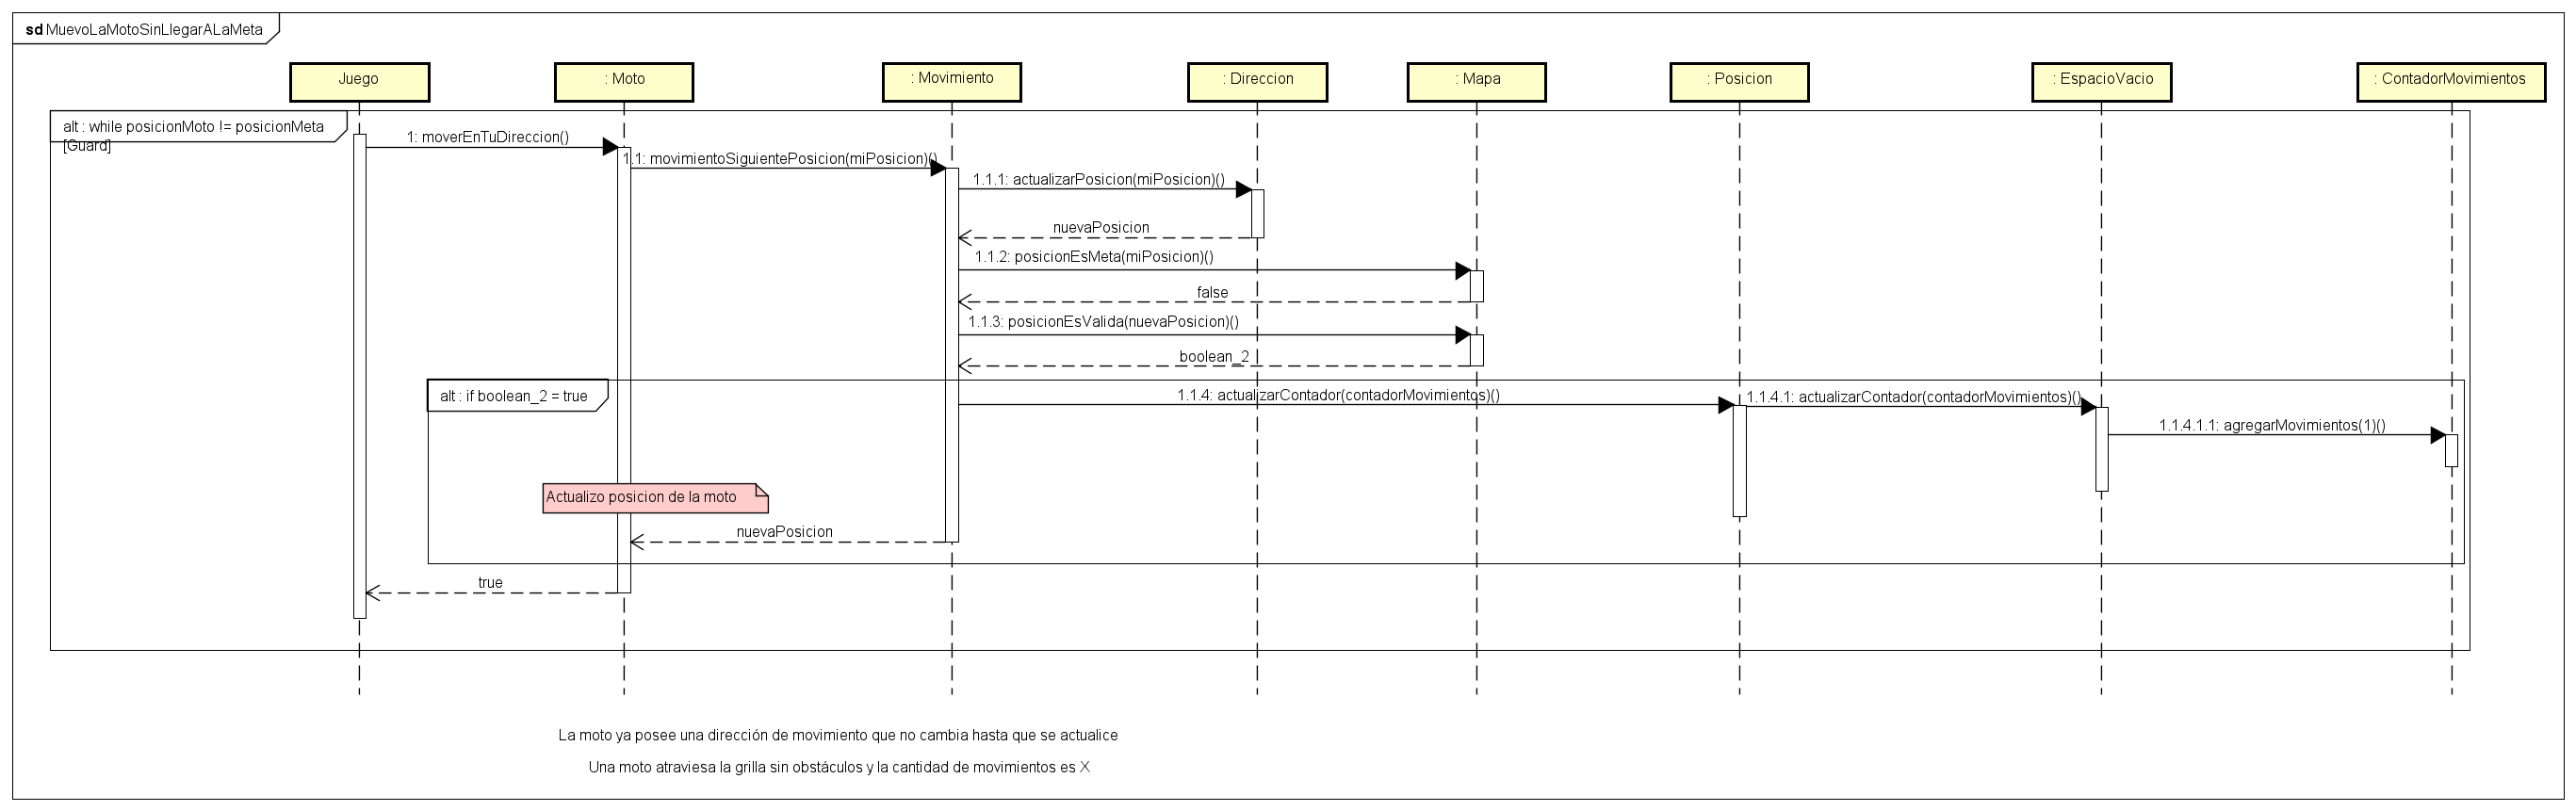 sd MuevoLaMotoSinLlegarALaMeta
Juego
: Moto
: Movimiento
: Direccion
: Mapa
: Posicion
: EspacioVacio
: ContadorMovimientos
alt : while posicionMoto != posicionMeta
[Guard]
1: moverEnTuDireccion()
1.1: movimientoSiguientePosicion(miPosicion)()
1.1.1: actualizarPosicion(miPosicion)()
nuevaPosicion
1.1.2: posicionEsMeta(miPosicion)()
false
1.1.3: posicionEsValida(nuevaPosicion)()
boolean_2
alt : if boolean_2 = true
1.1.4: actualizarContador(contadorMovimientos)()
1.1.4.1: actualizarContador(contadorMovimientos)()
1.1.4.1.1: agregarMovimientos(1)()
Actualizo posicion de la moto
nuevaPosicion
true
La moto ya posee una dirección de movimiento que no cambia hasta que se actualice
Una moto atraviesa la grilla sin obstáculos y la cantidad de movimientos es X